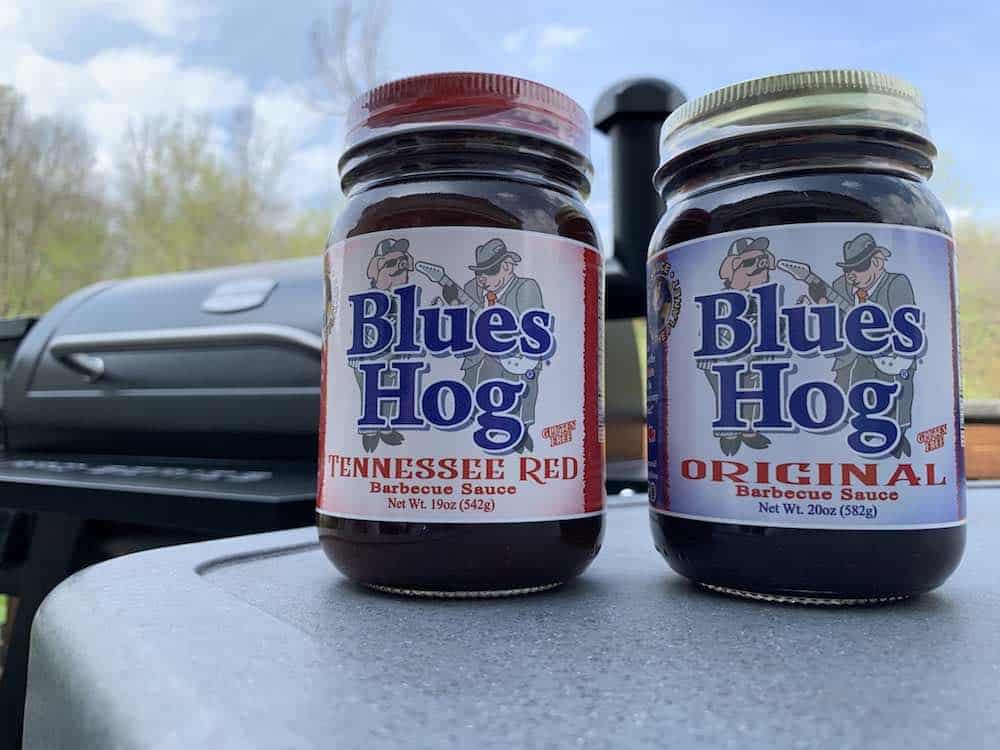 Blues
Hog®
GLUTEN
FREE
TENNESSEE RED
Barbecue Sauce
Net Wt. 19oz (542g)
Blues
Hog®
GLUTEN
FREE
ORIGINAL
Barbecue Sauce
Net Wt. 20oz (582g)